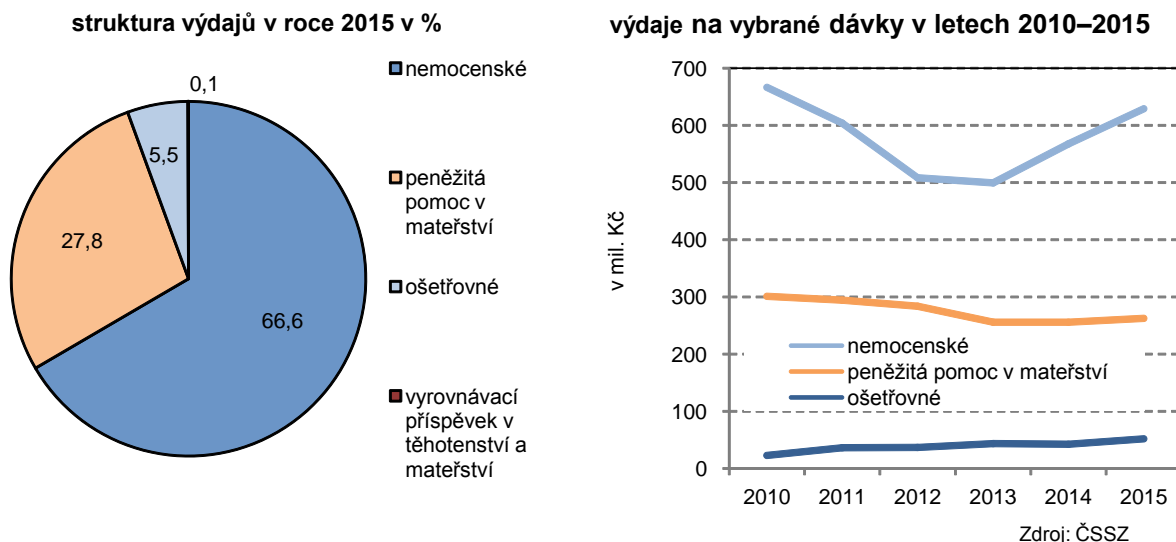 struktura výdajů v roce 2015 v %
0,1
5,5
27,8
66,6
nemocenské
peněžitá
pomoc v
mateřství
ošetřovné
vyrovnávací
příspěvek v
těhotenství a
mateřství
výdaje na vybrané dávky v letech 2010–2015
v mil. Kč
700
600
500
400
300
200
100
0
nemocenské
peněžitá pomoc v mateřství
ošetřovné
2010 2011 2012 2013 2014 2015
Zdroj: ČSSZ